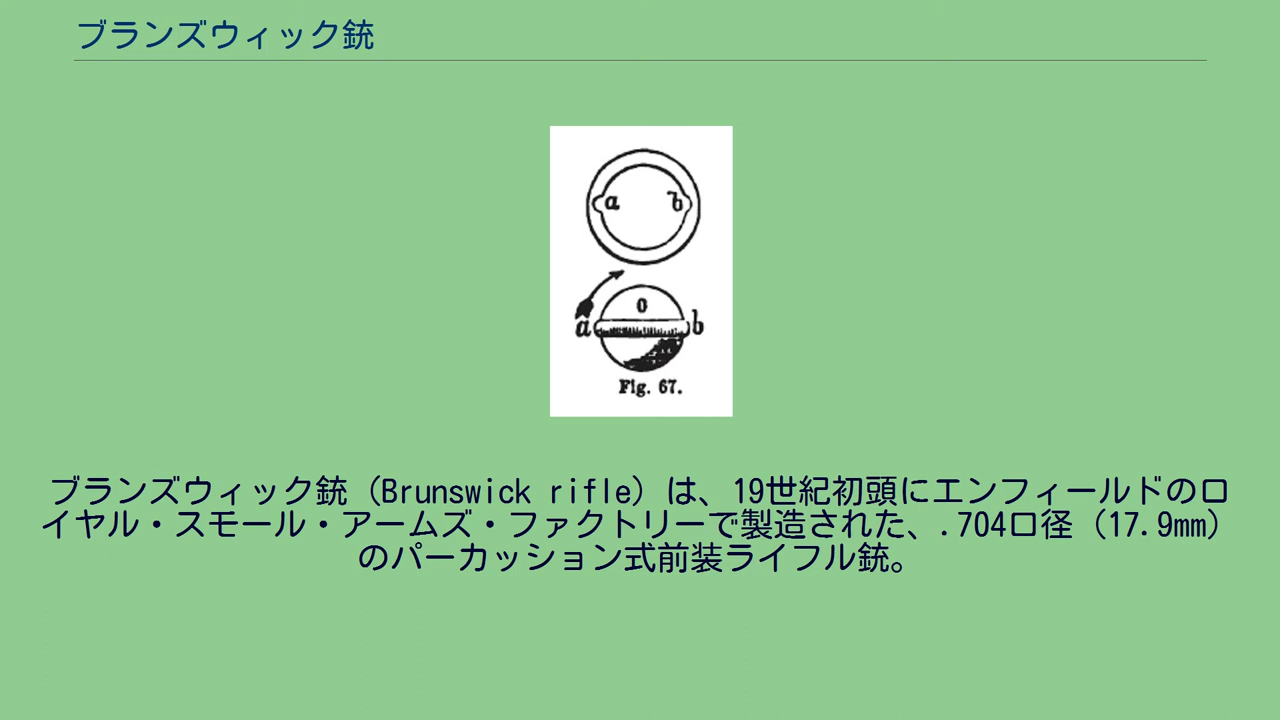 ブランズウィック銃
a b
0
a b
Fig. 67.
ブランズウィック銃（Brunswick rifle）は、19世紀初頭にエンフィールドのロ
イヤル・スモール・アームズ・ファクトリーで製造された、.704口径（17.9mm）
のパーカッション式前装ライフル銃。